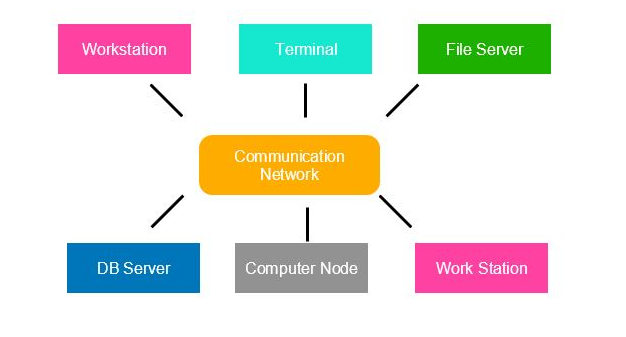 Workstation
Terminal
File Server
Communication
Network
DB Server
Computer Node
Work Station